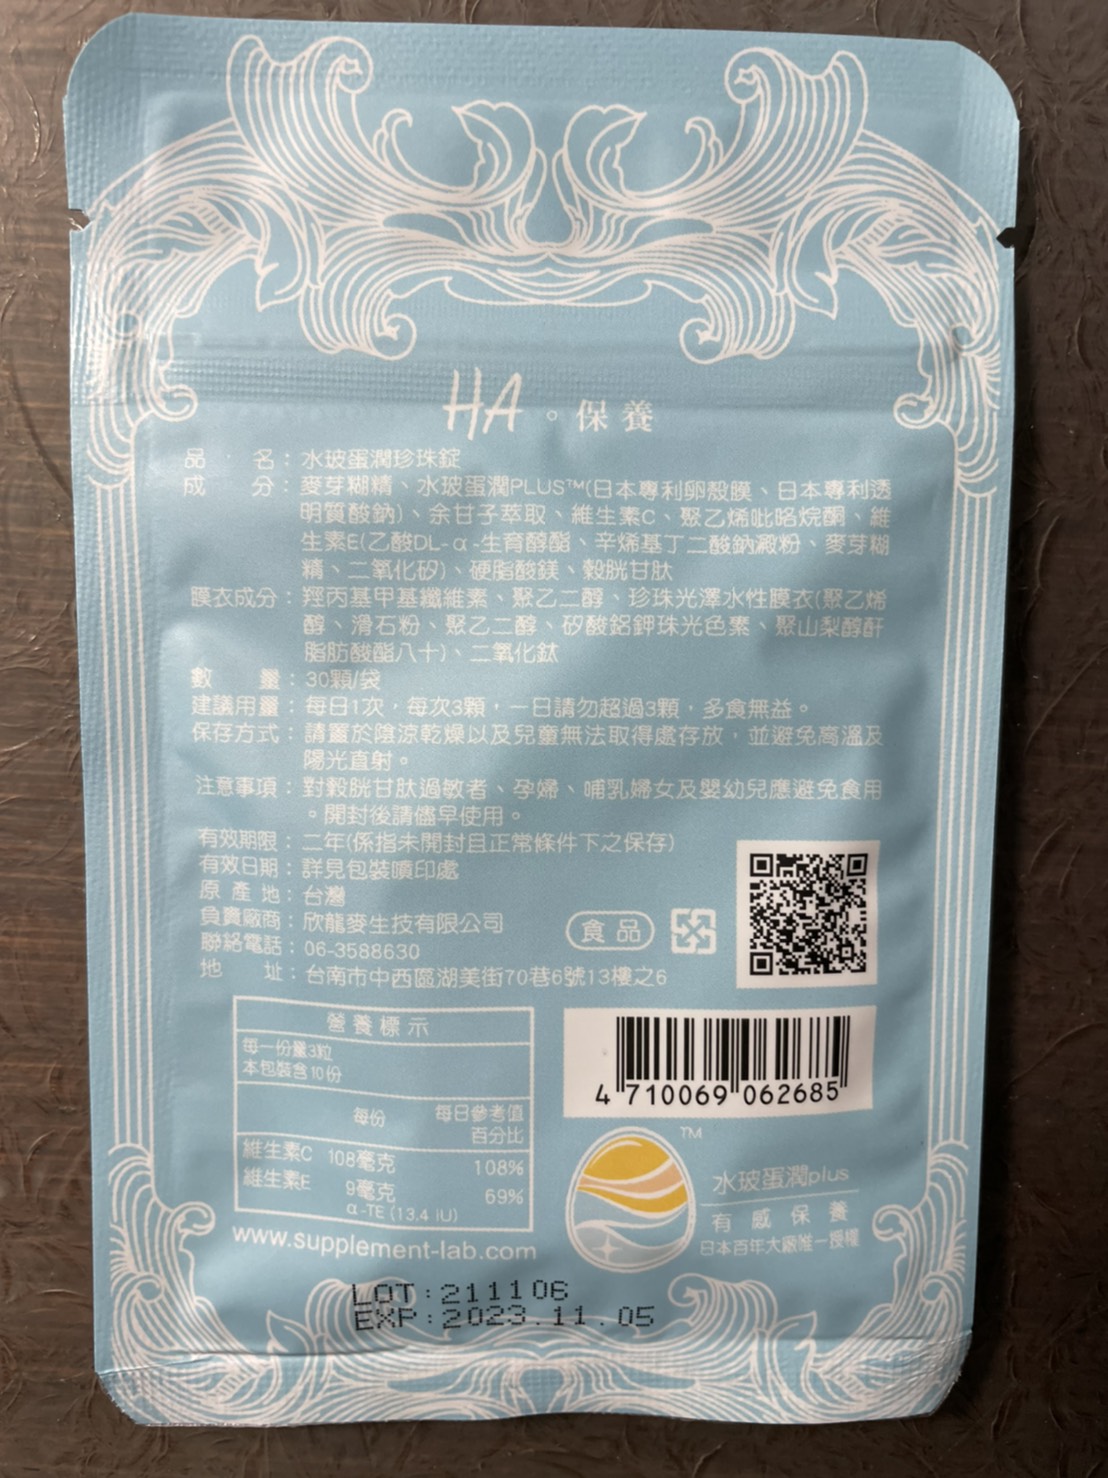 HA。保養
品名：水玻蛋潤珍珠錠
成分：麥芽糊精、水玻蛋潤PLUS™(日本專利卵殼膜、日本專利透
明質酸鈉)、余甘子萃取、維生素C、聚乙烯吡咯烷酮、維
生素E(乙酸DL-α-生育醇酯、辛烯基丁二酸鈉澱粉、麥芽糊
精、二氧化矽)、硬脂酸鎂、穀胱甘肽
膜衣成分：羥丙基甲基纖維素、聚乙二醇、珍珠光澤水性膜衣(聚乙烯
醇、滑石粉、聚乙二醇、矽酸鋁鉀珠光色素、聚山梨醇酐
脂肪酸酯八十)、二氧化鈦
數量：30顆/袋
建議用量：每日1次，每次3顆，一日請勿超過3顆，多食無益。
保存方式：請置於陰涼乾燥以及兒童無法取得處存放，並避免高溫及
陽光直射。
注意事項：對穀胱甘肽過敏者、孕婦、哺乳婦女及嬰幼兒應避免食用
。開封後請儘早使用。
有效期限：二年(係指未開封且正常條件下之保存)
有效日期：詳見包裝噴印處
原產地：台灣
負責廠商：欣龍麥生技有限公司
聯絡電話：06-3588630
地址：台南市中西區湖美街70巷6號13樓之6
食品
營養標示
每一份量3粒
本包裝含10份
每份 每日參考值
百分比
維生素C 108毫克 108%
維生素E 9毫克 69%
α-TE (13.4 IU)
4 710069 062685
TM
水玻蛋潤plus
有感保養
日本百年大廠唯一授權
www.supplement-lab.com
LOT:211106
EXP:2023.11.05